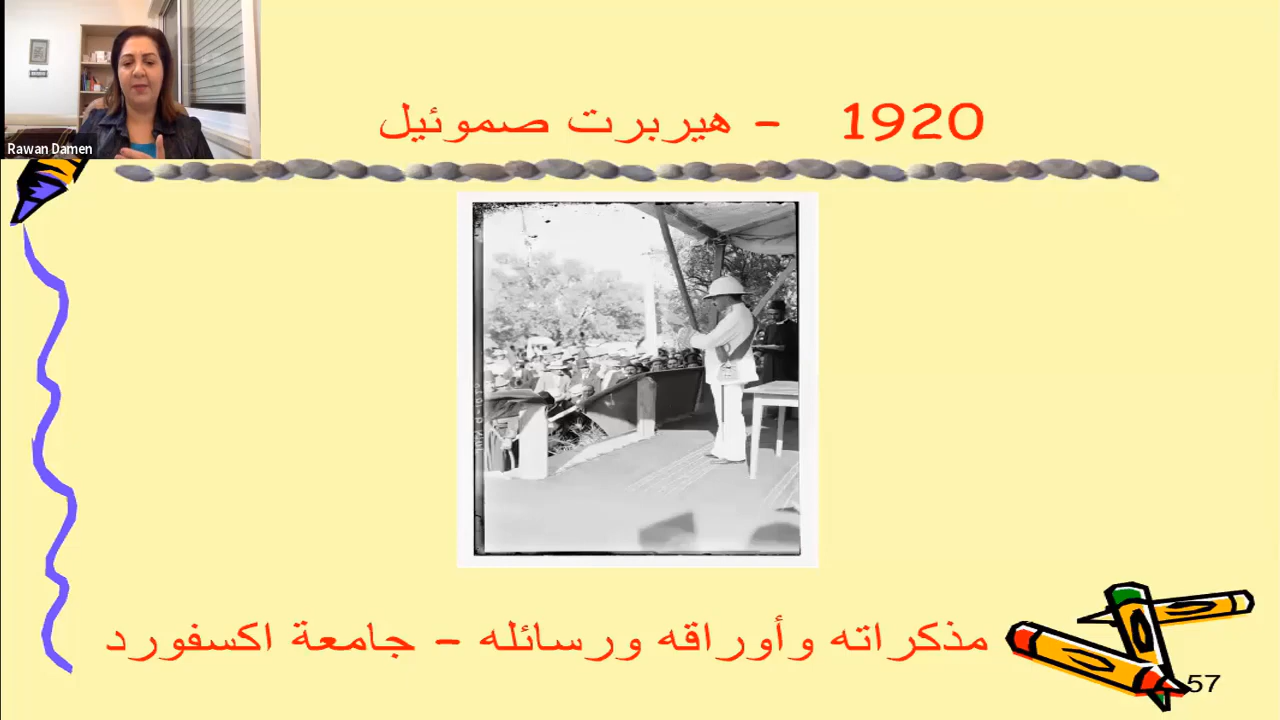 Rawan Damen
1920 - هيربرت صموئيل
مذكراته وأوراقه ورسائله - جامعة اكسفورد
57